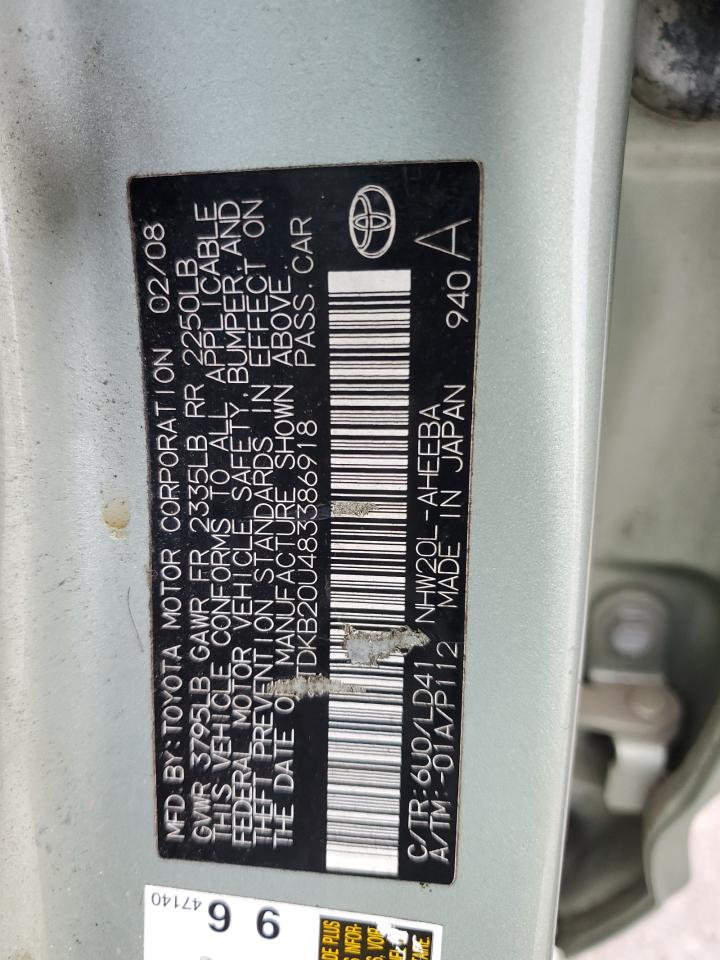 MFD.BY:TOYOTA MOTOR CORPORATION 02/08
GVWR 3795LB GAWR FR 2335LB RR 2250LB
THIS VEHICLE CONFORMS TO ALL APPLICABLE
FEDERAL MOTOR VEHICLE SAFETY,BUMPER,AND
THEFT PREVENTION STANDARDS IN EFFECT ON
THE DATE OF MANUFACTURE SHOWN ABOVE.
TDKB20U483386918 PASS.CAR
C/TR:6U0/LD41 NHW20L-AHEEBA
A/TM:-01A/P112 MADE IN JAPAN 940 A
47140
96